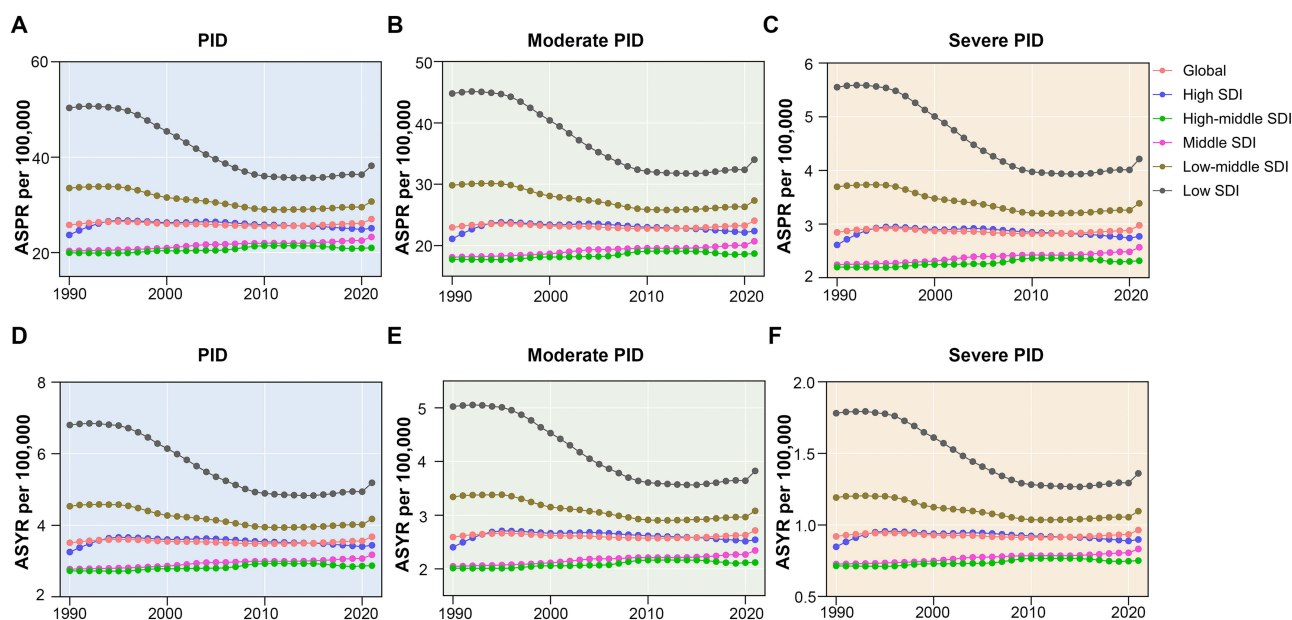 A
PID
ASPR per 100,000
60
40
20
1990
2000
2010
2020
B
Moderate PID
ASPR per 100,000
50
40
30
20
1990
2000
2010
2020
C
Severe PID
ASPR per 100,000
6
5
4
3
2
1990
2000
2010
2020
Global
High SDI
High-middle SDI
Middle SDI
Low-middle SDI
Low SDI
D
PID
ASYR per 100,000
8
6
4
2
1990
2000
2010
2020
E
Moderate PID
ASYR per 100,000
5
4
3
2
1990
2000
2010
2020
F
Severe PID
ASYR per 100,000
2.0
1.5
1.0
0.5
1990
2000
2010
2020